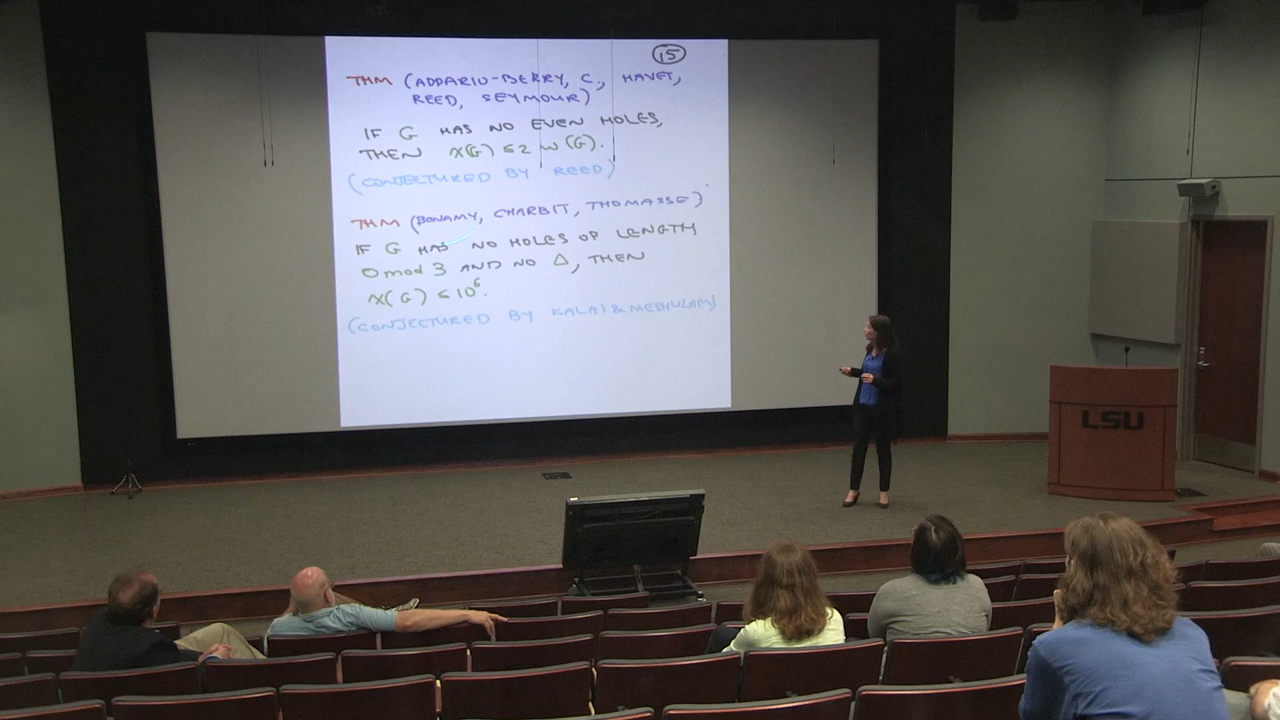 15
THM (ADDARIO-BERRY, C., HAVET,
REED, SEYMOUR)
IF G HAS NO EVEN HOLES,
THEN χ(G) ≤ 2 ω(G).
(CONJECTURED BY REED)
THM (BONAMY, CHARBIT, THOMASSE)
IF G HAS NO HOLES OF LENGTH
0 mod 3 AND NO △, THEN
χ(G) ≤ 10⁶.
(CONJECTURED BY KALAI & MESHULAM)
LSU